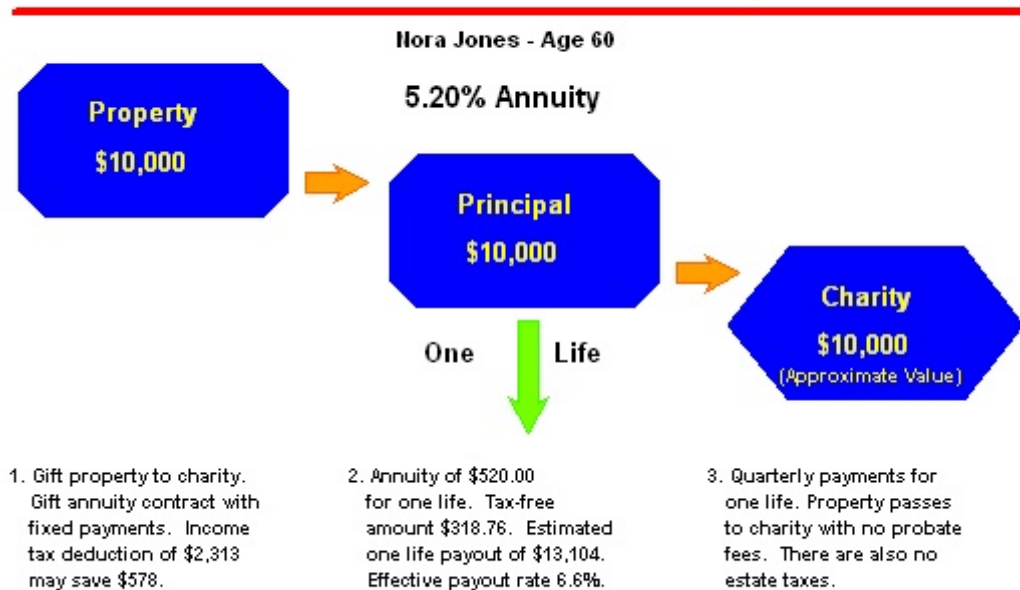 Nora Jones - Age 60
5.20% Annuity
Property
$10,000
Principal
$10,000
Charity
$10,000
(Approximate Value)
One Life
1. Gift property to charity.
Gift annuity contract with
fixed payments. Income
tax deduction of $2,313
may save $578.
2. Annuity of $520.00
for one life. Tax-free
amount $318.76. Estimated
one life payout of $13,104.
Effective payout rate 6.6%.
3. Quarterly payments for
one life. Property passes
to charity with no probate
fees. There are also no
estate taxes.